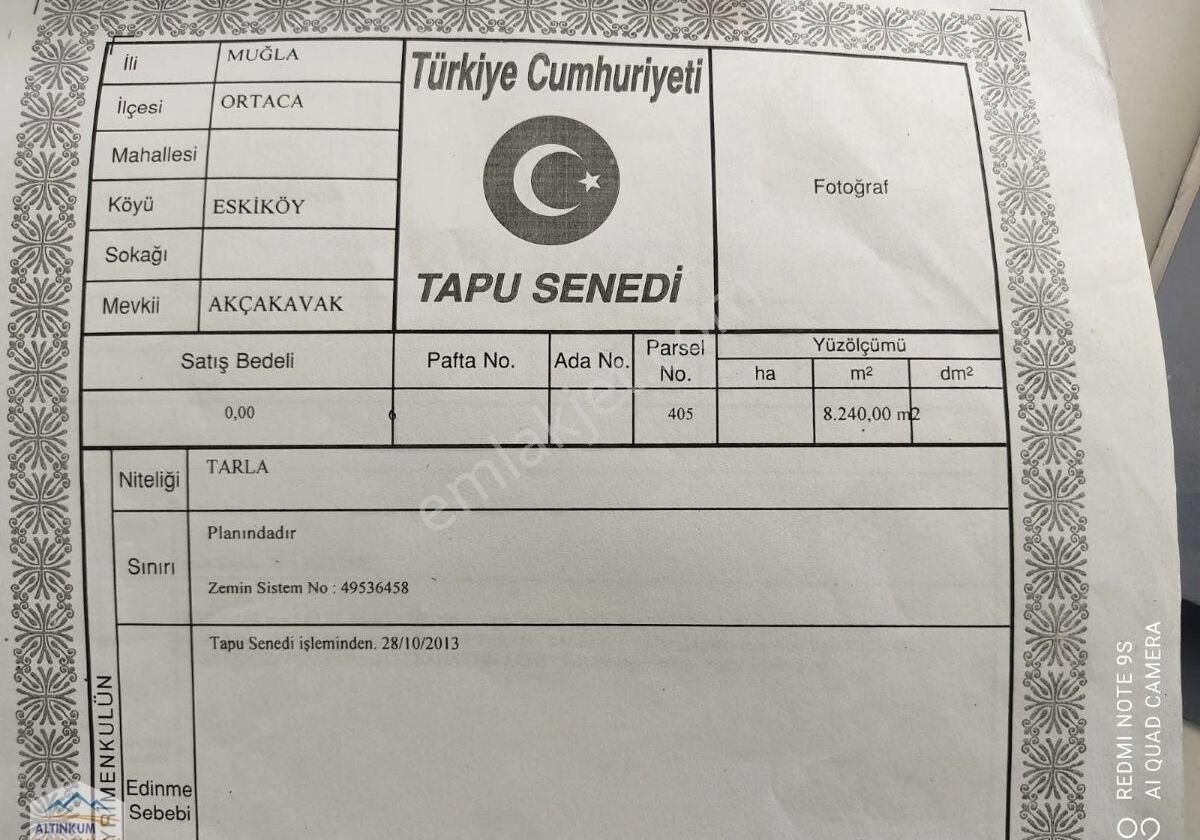 İli MUĞLA
İlçesi ORTACA
Mahallesi
Köyü ESKİKÖY
Sokağı
Mevkii AKÇAKAVAK
Türkiye Cumhuriyeti
TAPU SENEDİ
Fotoğraf
Satış Bedeli Pafta No. Ada No. Parsel No. Yüzölçümü
ha m² dm²
0,00 405 8.240,00 m2
Niteliği TARLA
Sınırı Planındadır
Zemin Sistem No : 49536458
Tapu Senedi işleminden. 28/10/2013
Edinme
Sebebi
ALTINKUM
REDMI NOTE 9S
AI QUAD CAMERA